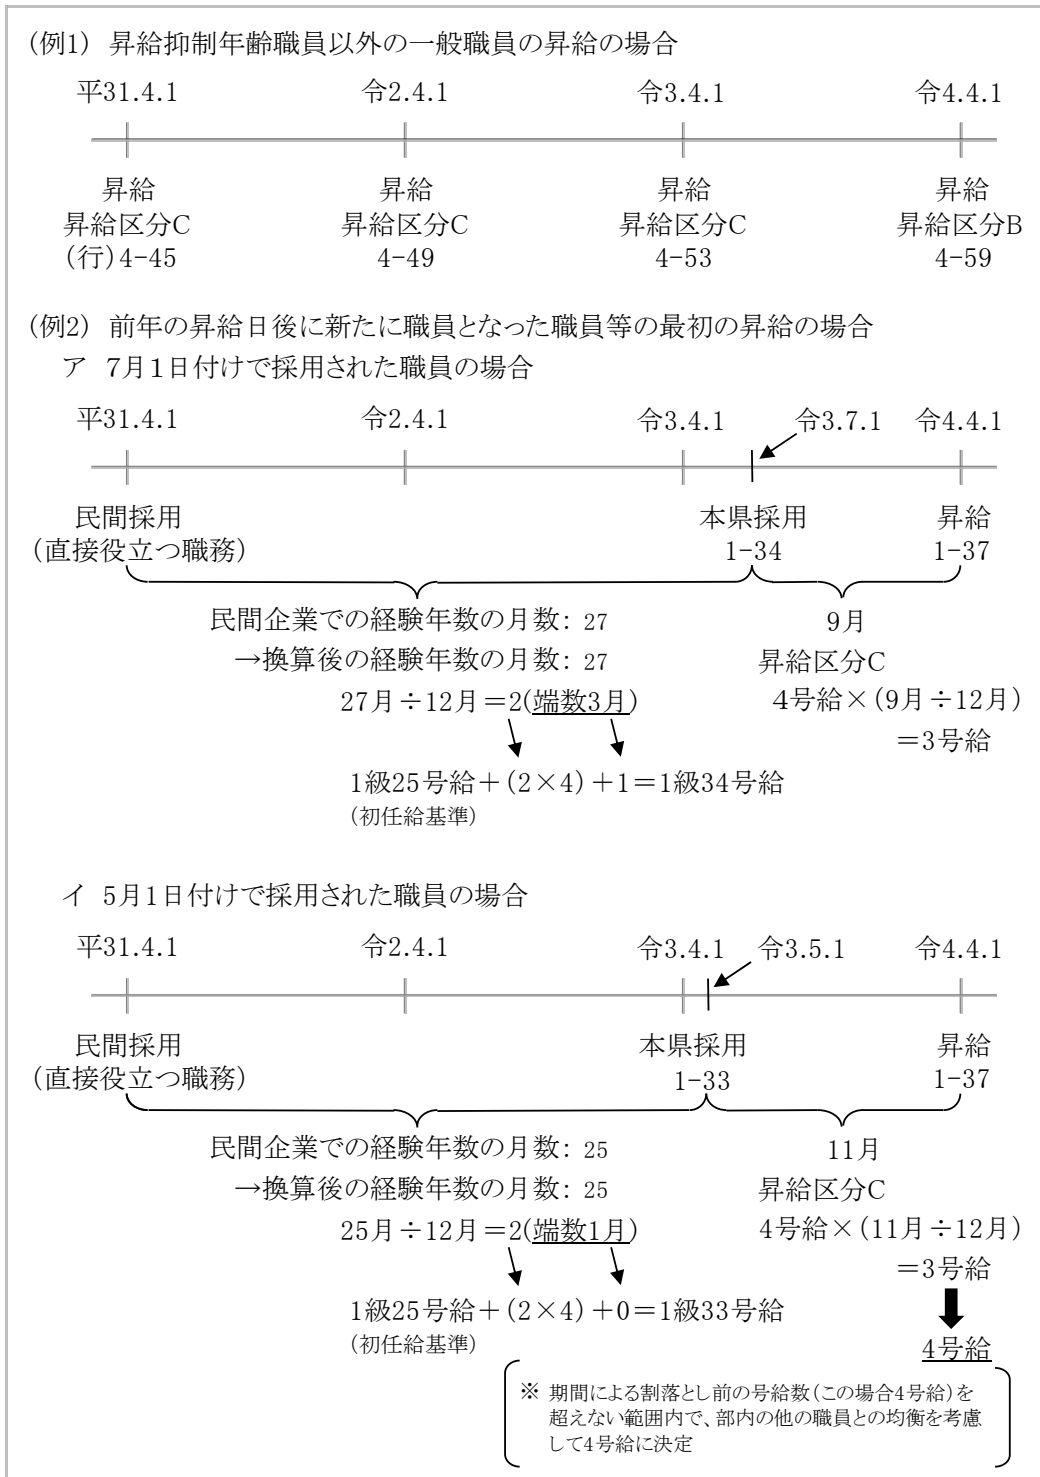 (例1) 昇給抑制年齢職員以外の一般職員の昇給の場合
平31.4.1 令2.4.1 令3.4.1 令4.4.1
昇給 昇給 昇給 昇給
昇給区分C 昇給区分C 昇給区分C 昇給区分B
(行)4-45 4-49 4-53 4-59
(例2) 前年の昇給日後に新たに職員となった職員等の最初の昇給の場合
ア 7月1日付けで採用された職員の場合
平31.4.1 令2.4.1 令3.4.1 令3.7.1 令4.4.1
民間採用 本県採用 昇給
(直接役立つ職務) 1-34 1-37
民間企業での経験年数の月数: 27 9月
→換算後の経験年数の月数: 27 昇給区分C
27月÷12月=2(端数3月) 4号給×(9月÷12月)
=3号給
1級25号給+(2×4)+1=1級34号給
(初任給基準)
イ 5月1日付けで採用された職員の場合
平31.4.1 令2.4.1 令3.4.1 令3.5.1 令4.4.1
民間採用 本県採用 昇給
(直接役立つ職務) 1-33 1-37
民間企業での経験年数の月数: 25 11月
→換算後の経験年数の月数: 25 昇給区分C
25月÷12月=2(端数1月) 4号給×(11月÷12月)
=3号給
1級25号給+(2×4)+0=1級33号給
(初任給基準) 4号給
※ 期間による割落とし前の号給数(この場合4号給)を
超えない範囲内で、部内の他の職員との均衡を考慮
して4号給に決定